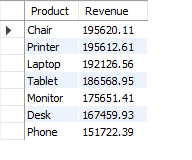 Product Revenue
Chair 195620.11
Printer 195612.61
Laptop 192126.56
Tablet 186568.95
Monitor 175651.41
Desk 167459.93
Phone 151722.39